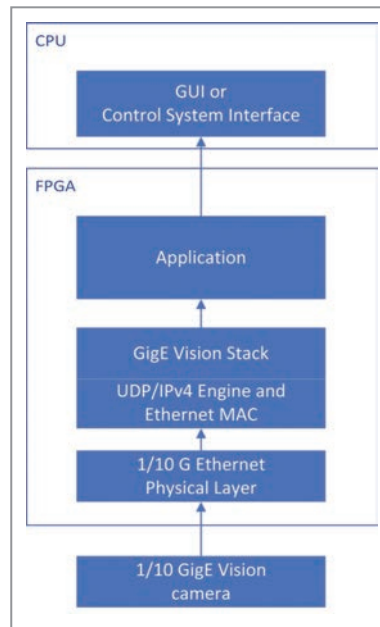 CPU
GUI or
Control System Interface
FPGA
Application
GigE Vision Stack
UDP/IPv4 Engine and
Ethernet MAC
1/10 G Ethernet
Physical Layer
1/10 GigE Vision
camera